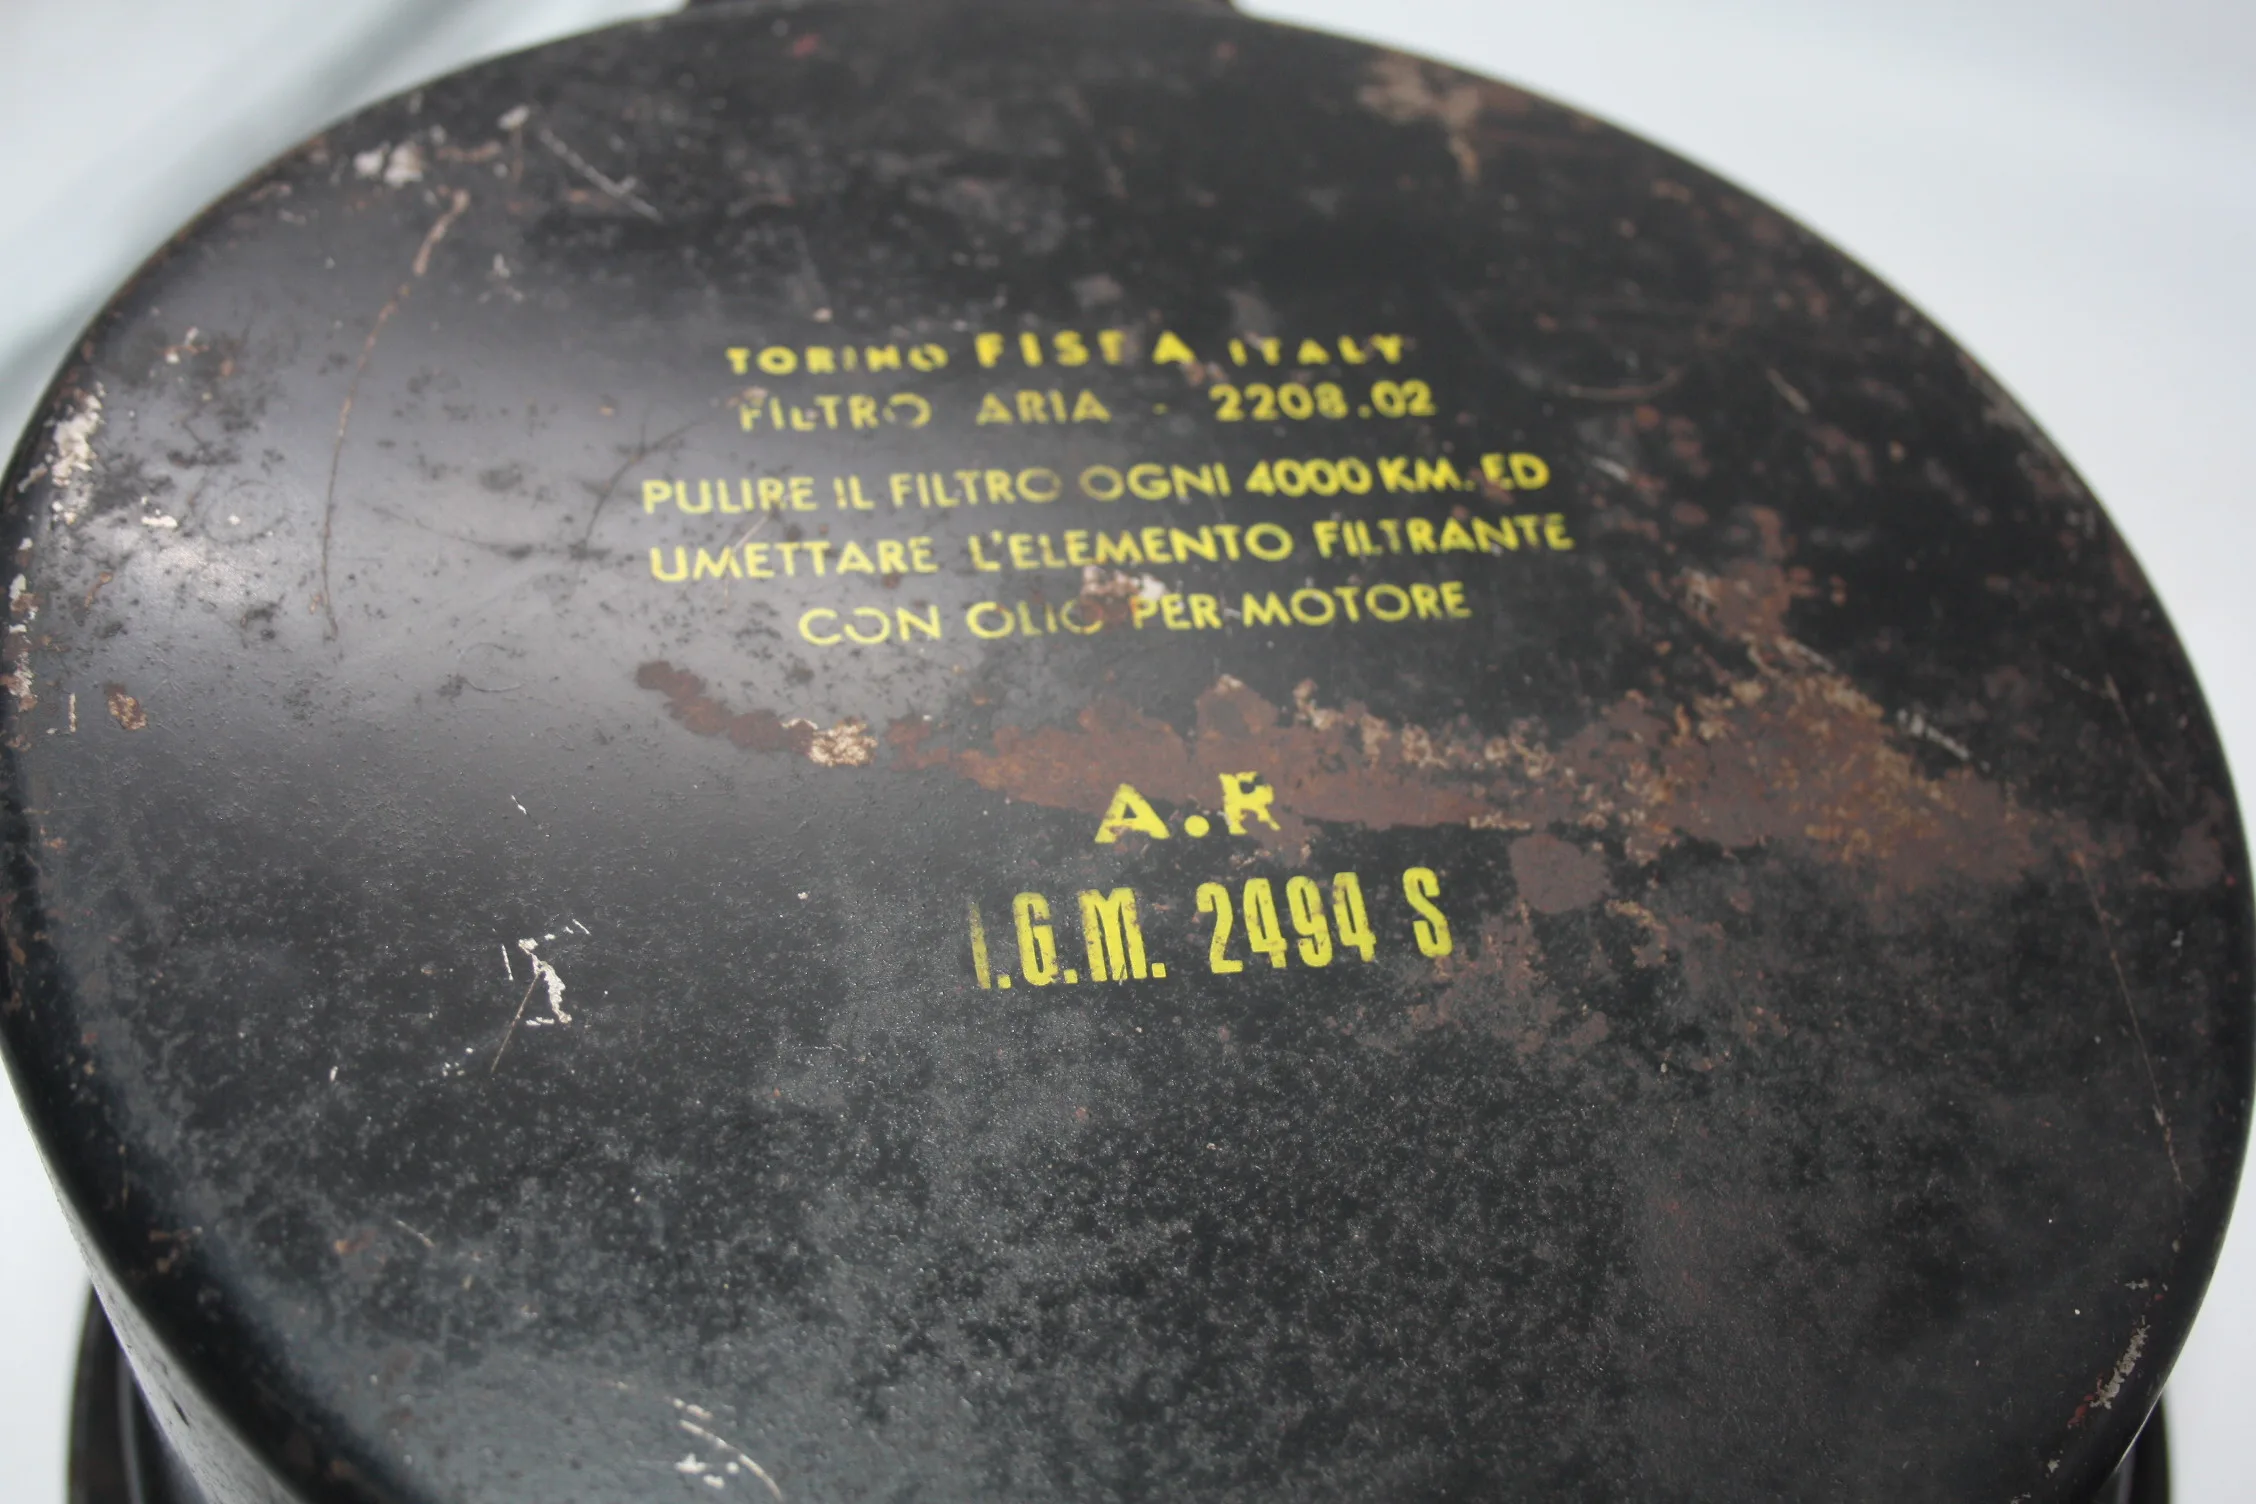 TORINO FISPA ITALY
FILTRO ARIA - 2208.02
PULIRE IL FILTRO OGNI 4000 KM. ED
UMETTARE L'ELEMENTO FILTRANTE
CON OLIO PER MOTORE
A.R
I.G.M. 2494 S